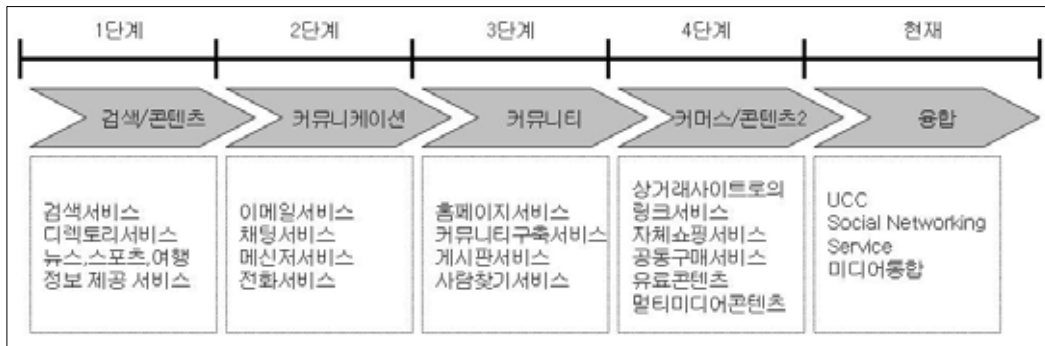 1단계
2단계
3단계
4단계
현재
검색/콘텐츠
커뮤니케이션
커뮤니티
커머스/콘텐츠2
융합
검색서비스
디렉토리서비스
뉴스,스포츠,여행
정보 제공 서비스
이메일서비스
채팅서비스
메신저서비스
전화서비스
홈페이지서비스
커뮤니티구축서비스
게시판서비스
사람찾기서비스
상거래사이트로의
링크서비스
자체쇼핑서비스
공동구매서비스
유료콘텐츠
멀티미디어콘텐츠
UCC
Social Networking
Service
미디어통합